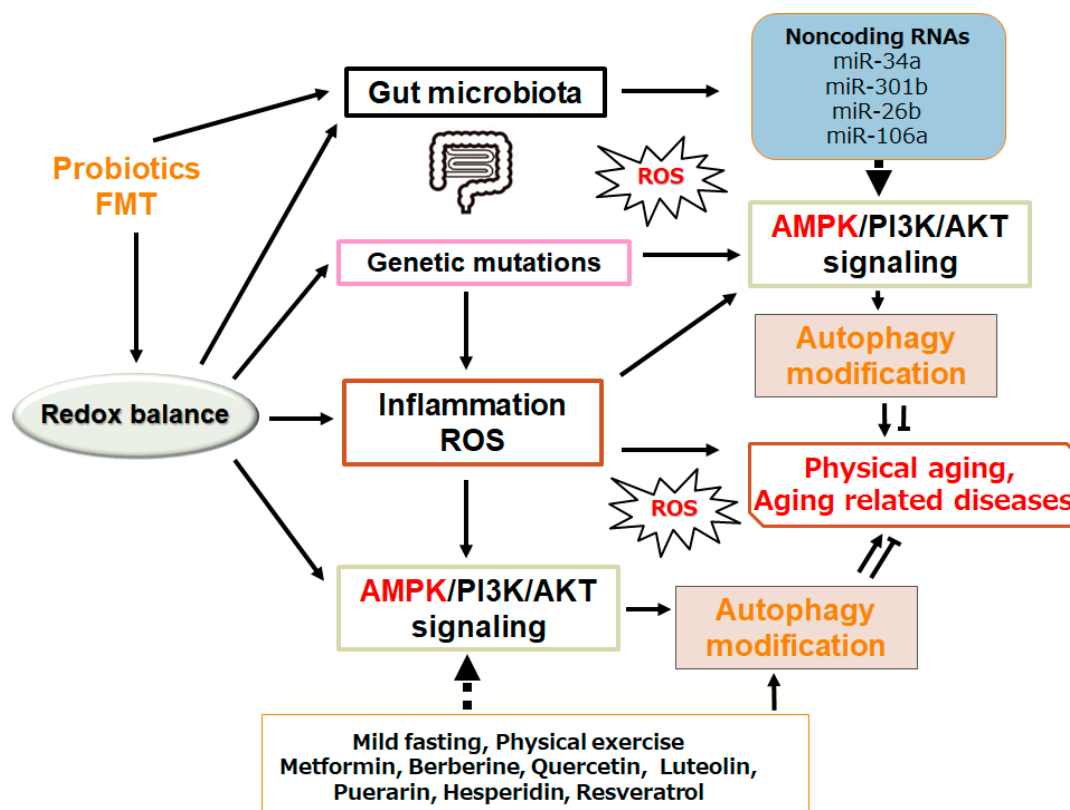 Noncoding RNAs
miR-34a
miR-301b
miR-26b
miR-106a
Gut microbiota
ROS
Probiotics
FMT
AMPK/PI3K/AKT
signaling
Genetic mutations
Autophagy
modification
Redox balance
Inflammation
ROS
Physical aging,
Aging related diseases
ROS
AMPK/PI3K/AKT
signaling
Autophagy
modification
Mild fasting, Physical exercise
Metformin, Berberine, Quercetin, Luteolin,
Puerarin, Hesperidin, Resveratrol